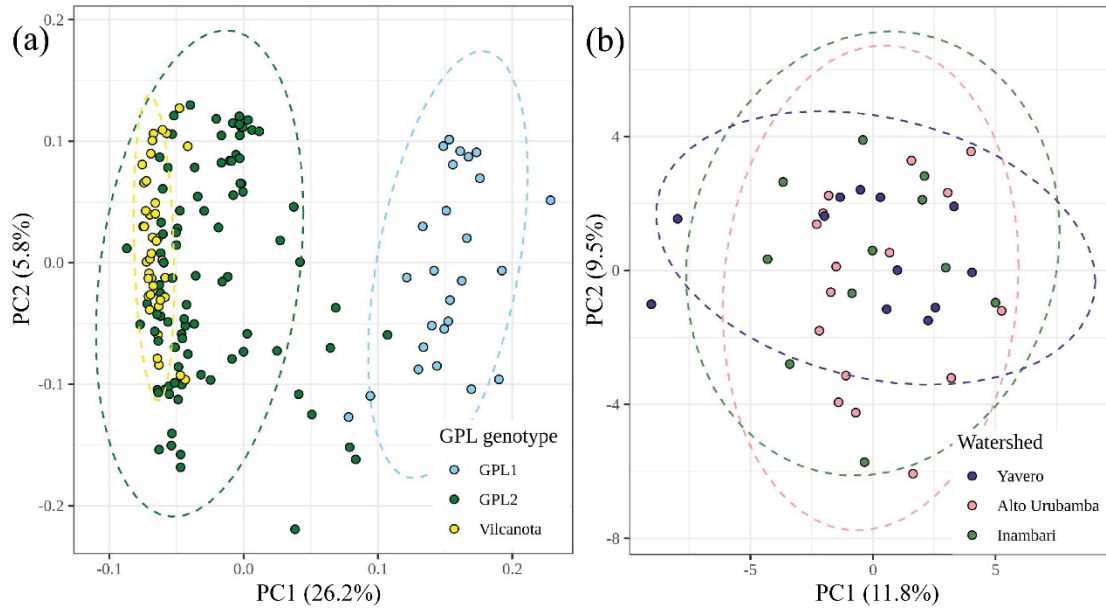 (a)
0.2
0.1
0.0
-0.1
-0.2
PC2 (5.8%)
-0.1
0.0
0.1
0.2
PC1 (26.2%)
GPL genotype
GPL1
GPL2
Vilcanota
(b)
4
0
-4
-8
PC2 (9.5%)
-5
0
5
PC1 (11.8%)
Watershed
Yavero
Alto Urubamba
Inambari